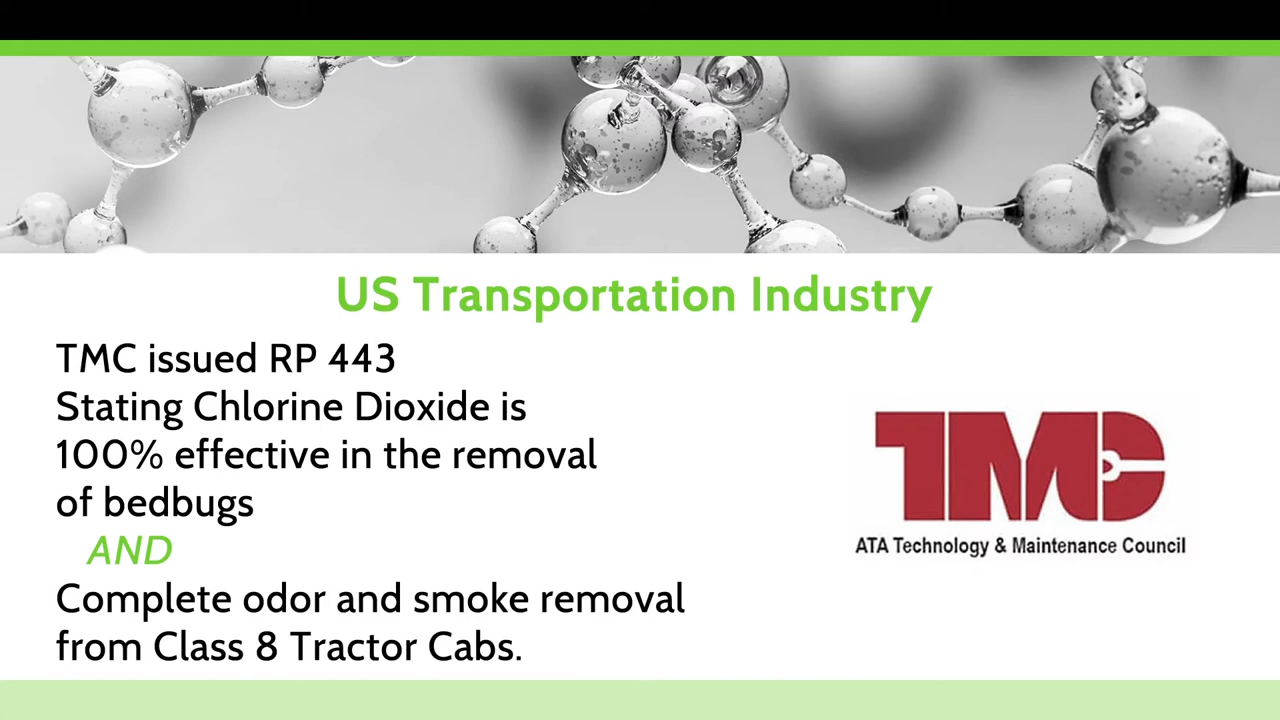 US Transportation Industry
TMC issued RP 443
Stating Chlorine Dioxide is
100% effective in the removal
of bedbugs
AND
Complete odor and smoke removal
from Class 8 Tractor Cabs.
TMC
ATA Technology & Maintenance Council